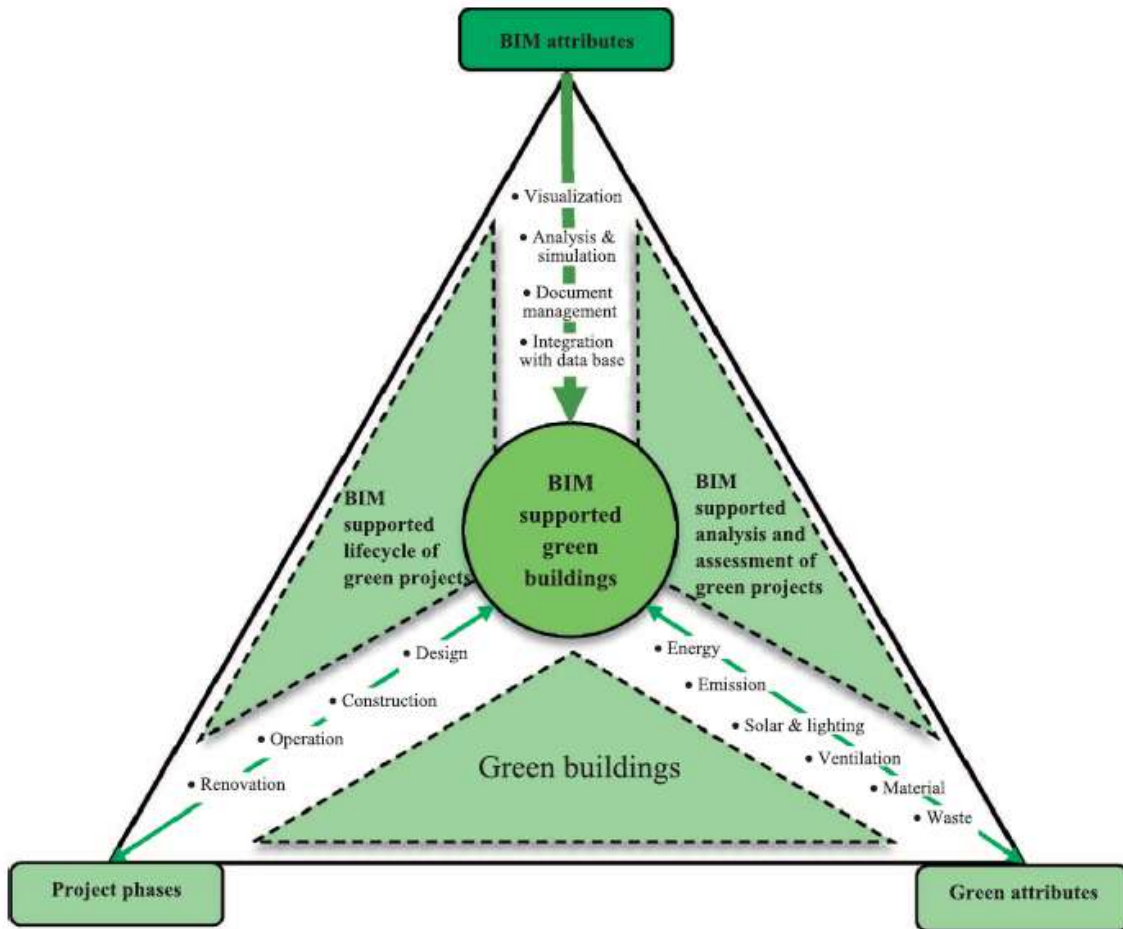 BIM attributes
• Visualization
• Analysis &
simulation
• Document
management
• Integration
with data base
BIM
supported
lifecycle of
green projects
BIM
supported
green
buildings
BIM
supported
analysis and
assessment of
green projects
• Design
• Construction
• Operation
• Renovation
• Energy
• Emission
• Solar & lighting
• Ventilation
• Material
• Waste
Green buildings
Project phases
Green attributes